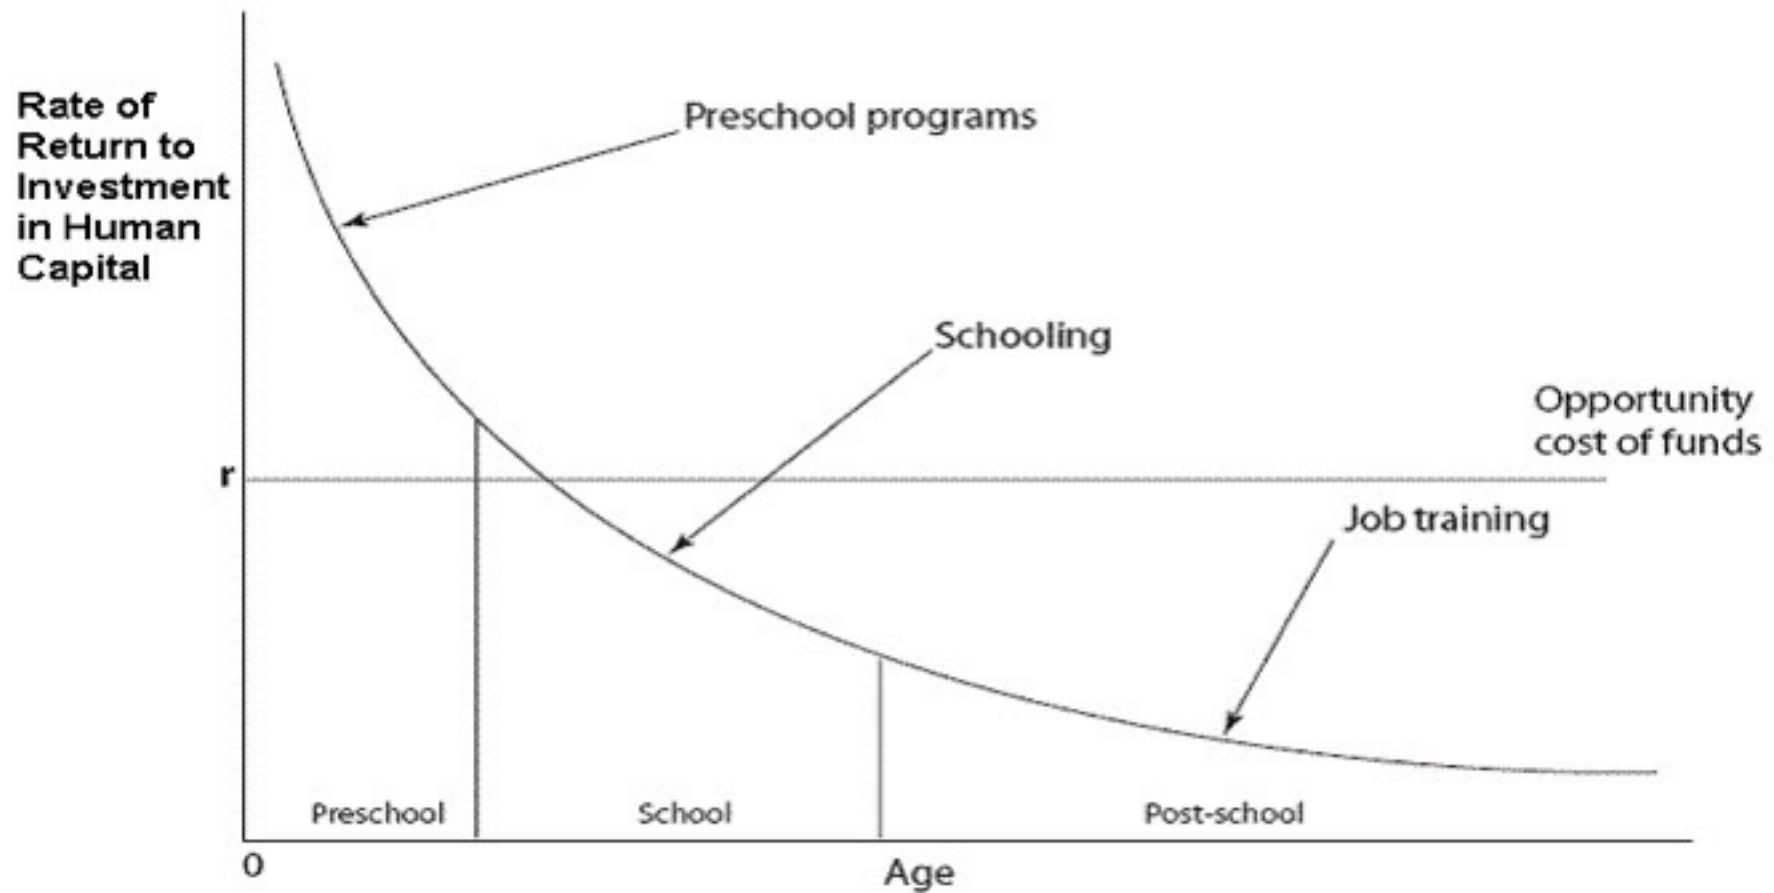 Rate of
Return to
Investment
in Human
Capital
Preschool programs
Schooling
Opportunity
cost of funds
r
Job training
Preschool
School
Post-school
0
Age